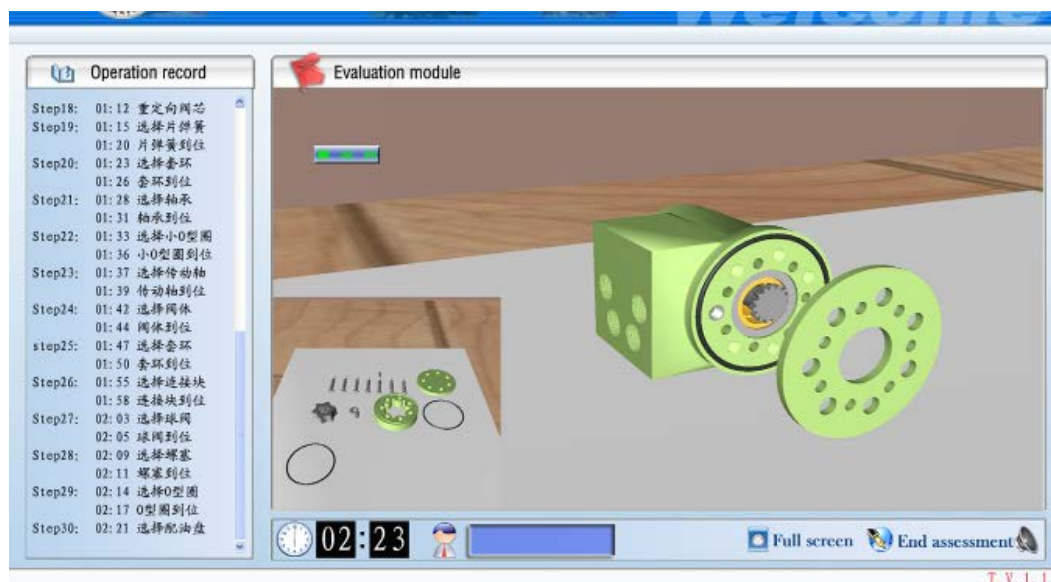 Welcome
Operation record
Evaluation module
Step18: 01:12 重定向阀芯
Step19: 01:15 选择片弹簧
01:20 片弹簧到位
Step20: 01:23 选择套环
01:26 套环到位
Step21: 01:28 选择轴承
01:31 轴承到位
Step22: 01:33 选择小O型圈
01:36 小O型圈到位
Step23: 01:37 选择传动轴
01:39 传动轴到位
Step24: 01:42 选择阀体
01:44 阀体到位
step25: 01:47 选择套环
01:50 套环到位
Step26: 01:55 选择连接块
01:58 连接块到位
Step27: 02:03 选择球阀
02:05 球阀到位
Step28: 02:09 选择螺塞
02:11 螺塞到位
Step29: 02:14 选择O型圈
02:17 O型圈到位
Step30: 02:21 选择配油盘
02:23
Full screen
End assessment